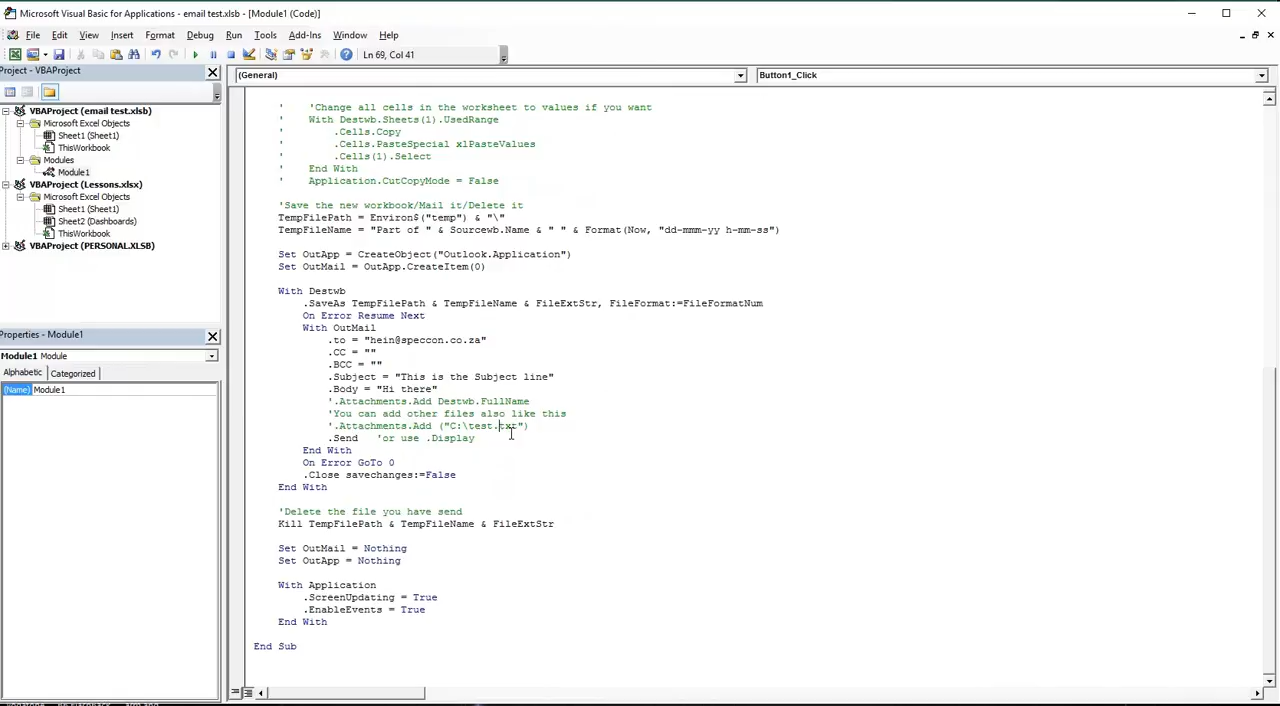 Microsoft Visual Basic for Applications - email test.xlsb - [Module1 (Code)]
File Edit View Insert Format Debug Run Tools Add-Ins Window Help
Ln 69, Col 41
Project - VBAProject
VBAProject (email test.xlsb)
Microsoft Excel Objects
Sheet1 (Sheet1)
ThisWorkbook
Modules
Module1
VBAProject (Lessons.xlsx)
Microsoft Excel Objects
Sheet1 (Sheet1)
Sheet2 (Dashboards)
ThisWorkbook
VBAProject (PERSONAL.XLSB)
Properties - Module1
Module1 Module
Alphabetic Categorized
(Name) Module1
(General) Button1_Click
' 'Change all cells in the worksheet to values if you want
' With Destwb.Sheets(1).UsedRange
' .Cells.Copy
' .Cells.PasteSpecial xlPasteValues
' .Cells(1).Select
' End With
' Application.CutCopyMode = False
'Save the new workbook/Mail it/Delete it
TempFilePath = Environ$("temp") & "\"
TempFileName = "Part of " & Sourcewb.Name & " " & Format(Now, "dd-mmm-yy h-mm-ss")
Set OutApp = CreateObject("Outlook.Application")
Set OutMail = OutApp.CreateItem(0)
With Destwb
.SaveAs TempFilePath & TempFileName & FileExtStr, FileFormat:=FileFormatNum
On Error Resume Next
With OutMail
.to = "hein@speccon.co.za"
.CC = ""
.BCC = ""
.Subject = "This is the Subject line"
.Body = "Hi there"
'.Attachments.Add Destwb.FullName
'You can add other files also like this
'.Attachments.Add ("C:\test.txt")
.Send 'or use .Display
End With
On Error GoTo 0
.Close savechanges:=False
End With
'Delete the file you have send
Kill TempFilePath & TempFileName & FileExtStr
Set OutMail = Nothing
Set OutApp = Nothing
With Application
.ScreenUpdating = True
.EnableEvents = True
End With
End Sub